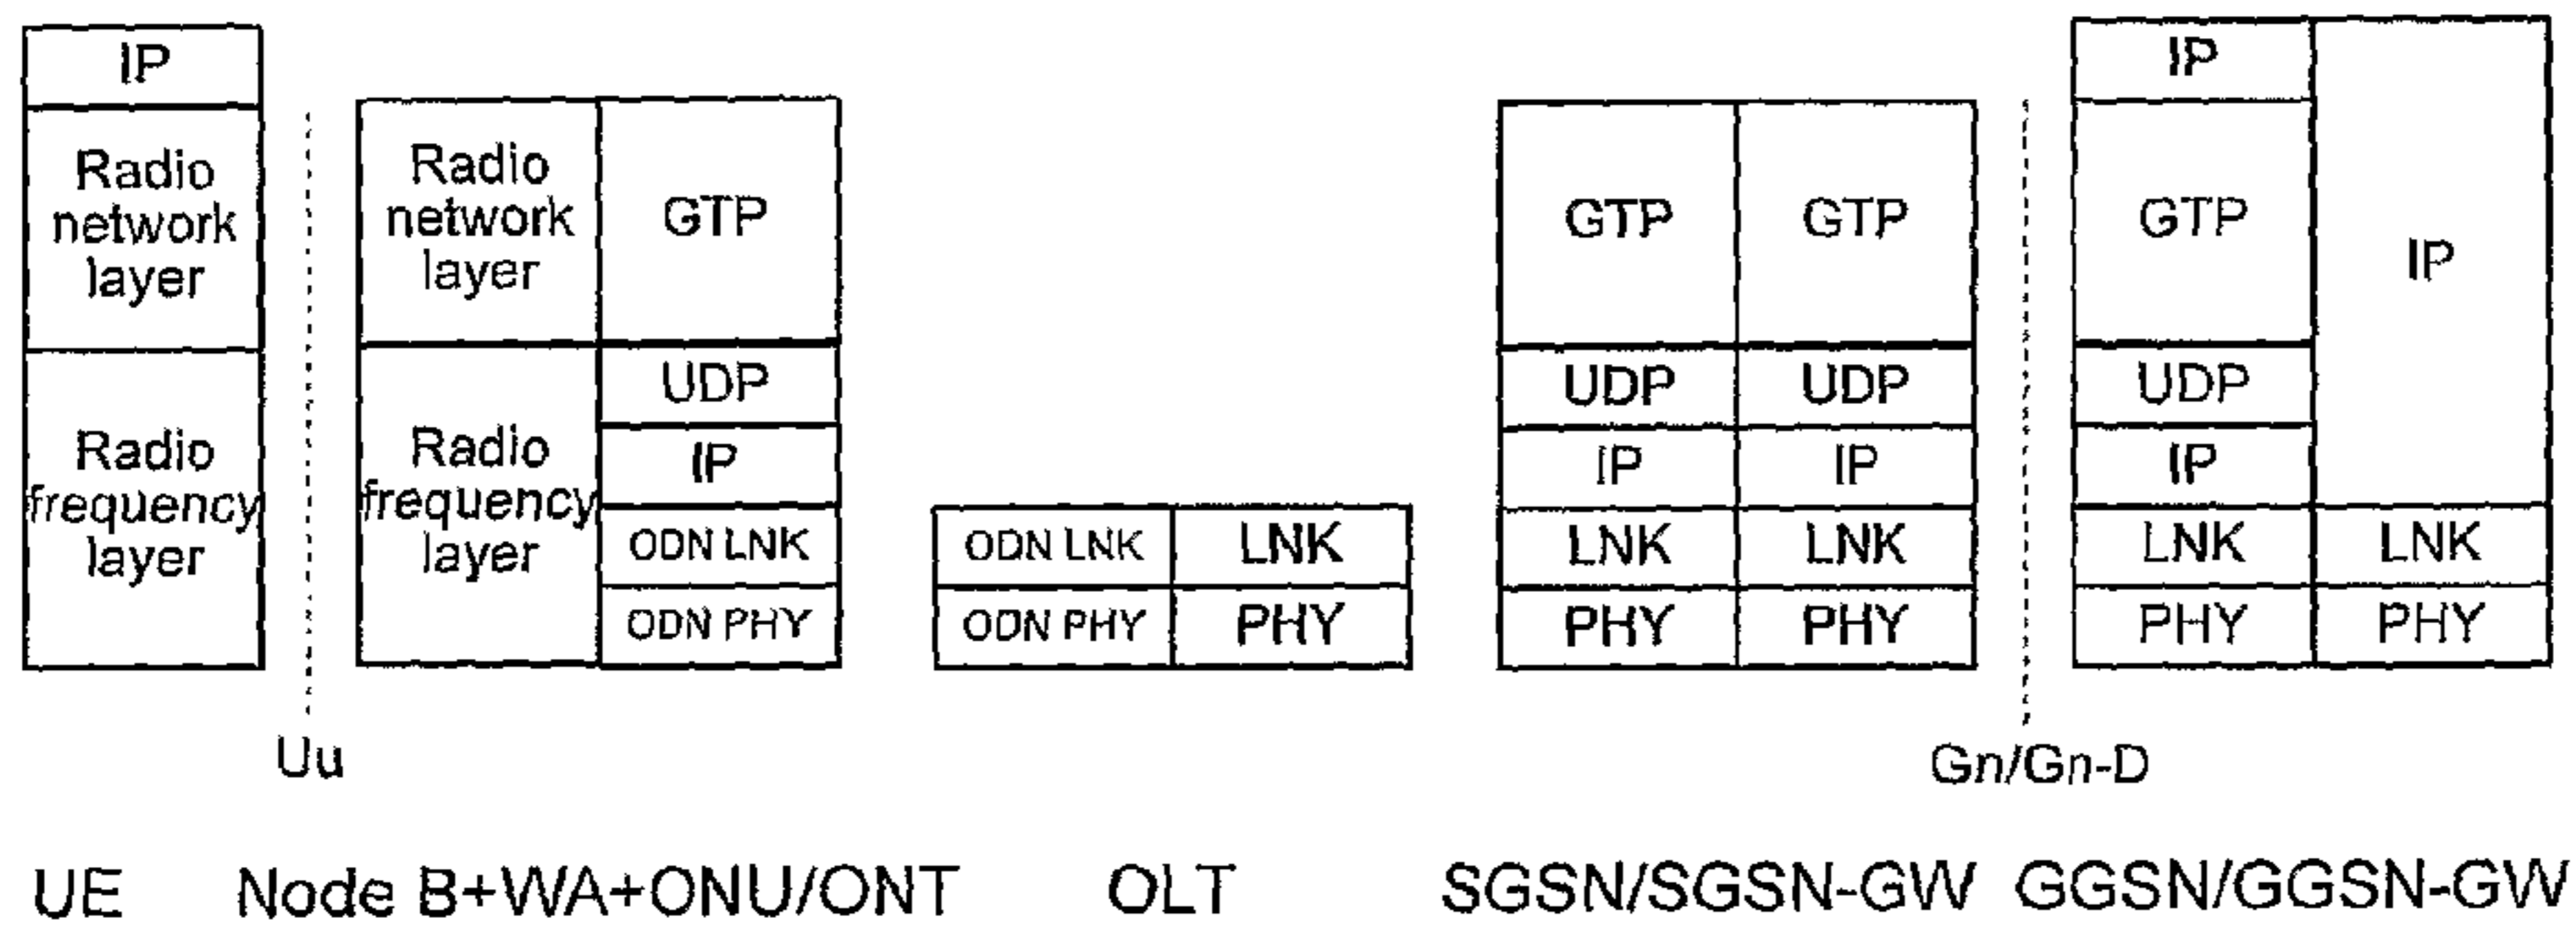 IP
Radio
network
layer
Radio
frequency
layer
Uu
Radio
network
layer
Radio
frequency
layer
GTP
UDP
IP
ODN LNK
ODN PHY
ODN LNK
ODN PHY
LNK
PHY
GTP
UDP
IP
LNK
PHY
GTP
UDP
IP
LNK
PHY
Gn/Gn-D
IP
GTP
UDP
IP
LNK
PHY
IP
LNK
PHY
UE
Node B+WA+ONU/ONT
OLT
SGSN/SGSN-GW
GGSN/GGSN-GW